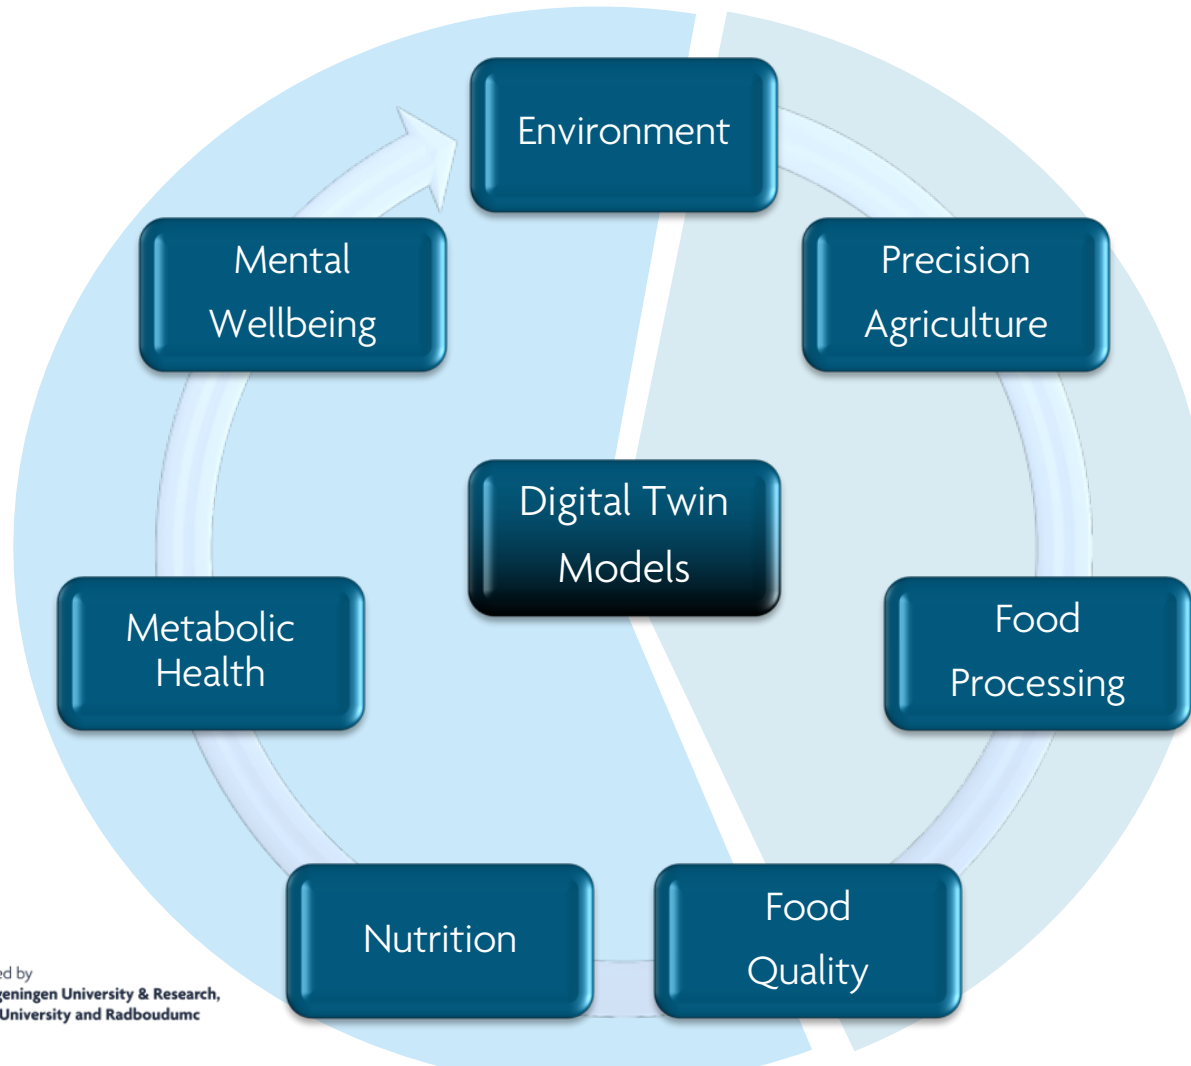 Environment
Mental
Wellbeing
Precision
Agriculture
Digital Twin
Models
Metabolic
Health
Food
Processing
Nutrition
Food
Quality
ed by
geningen University & Research,
University and Radboudumc